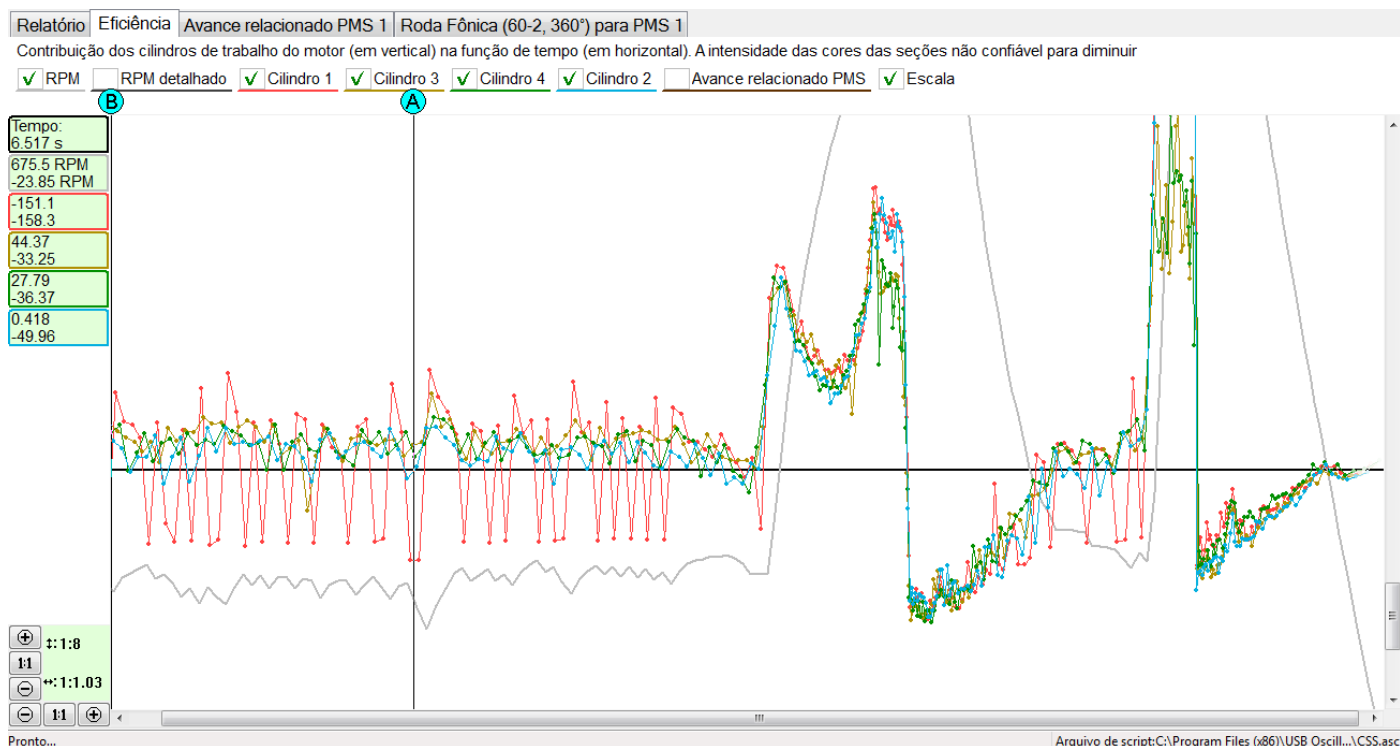 Relatório Eficiência Avance relacionado PMS 1 Roda Fônica (60-2, 360°) para PMS 1
Contribuição dos cilindros de trabalho do motor (em vertical) na função de tempo (em horizontal). A intensidade das cores das seções não confiável para diminuir
RPM RPM detalhado Cilindro 1 Cilindro 3 Cilindro 4 Cilindro 2 Avance relacionado PMS Escala
B A
Tempo:
6.517 s
675.5 RPM
-23.85 RPM
-151.1
-158.3
44.37
-33.25
27.79
-36.37
0.418
-49.96
1:8
1:1
1:1.03
1:1
Pronto... Arquivo de script:C:\Program Files (x86)\USB Oscill...\CSS.asc